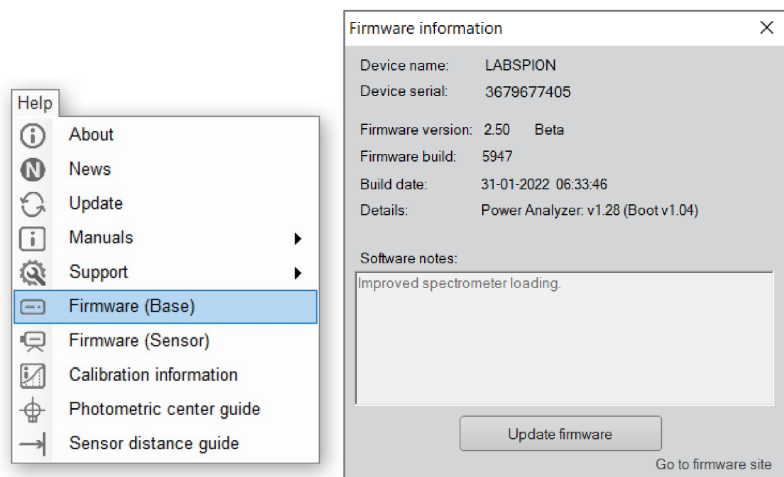 Help
About
News
Update
Manuals
Support
Firmware (Base)
Firmware (Sensor)
Calibration information
Photometric center guide
Sensor distance guide
Firmware information
Device name: LABSPION
Device serial: 3679677405
Firmware version: 2.50 Beta
Firmware build: 5947
Build date: 31-01-2022 06:33:46
Details: Power Analyzer: v1.28 (Boot v1.04)
Software notes:
Improved spectrometer loading.
Update firmware
Go to firmware site